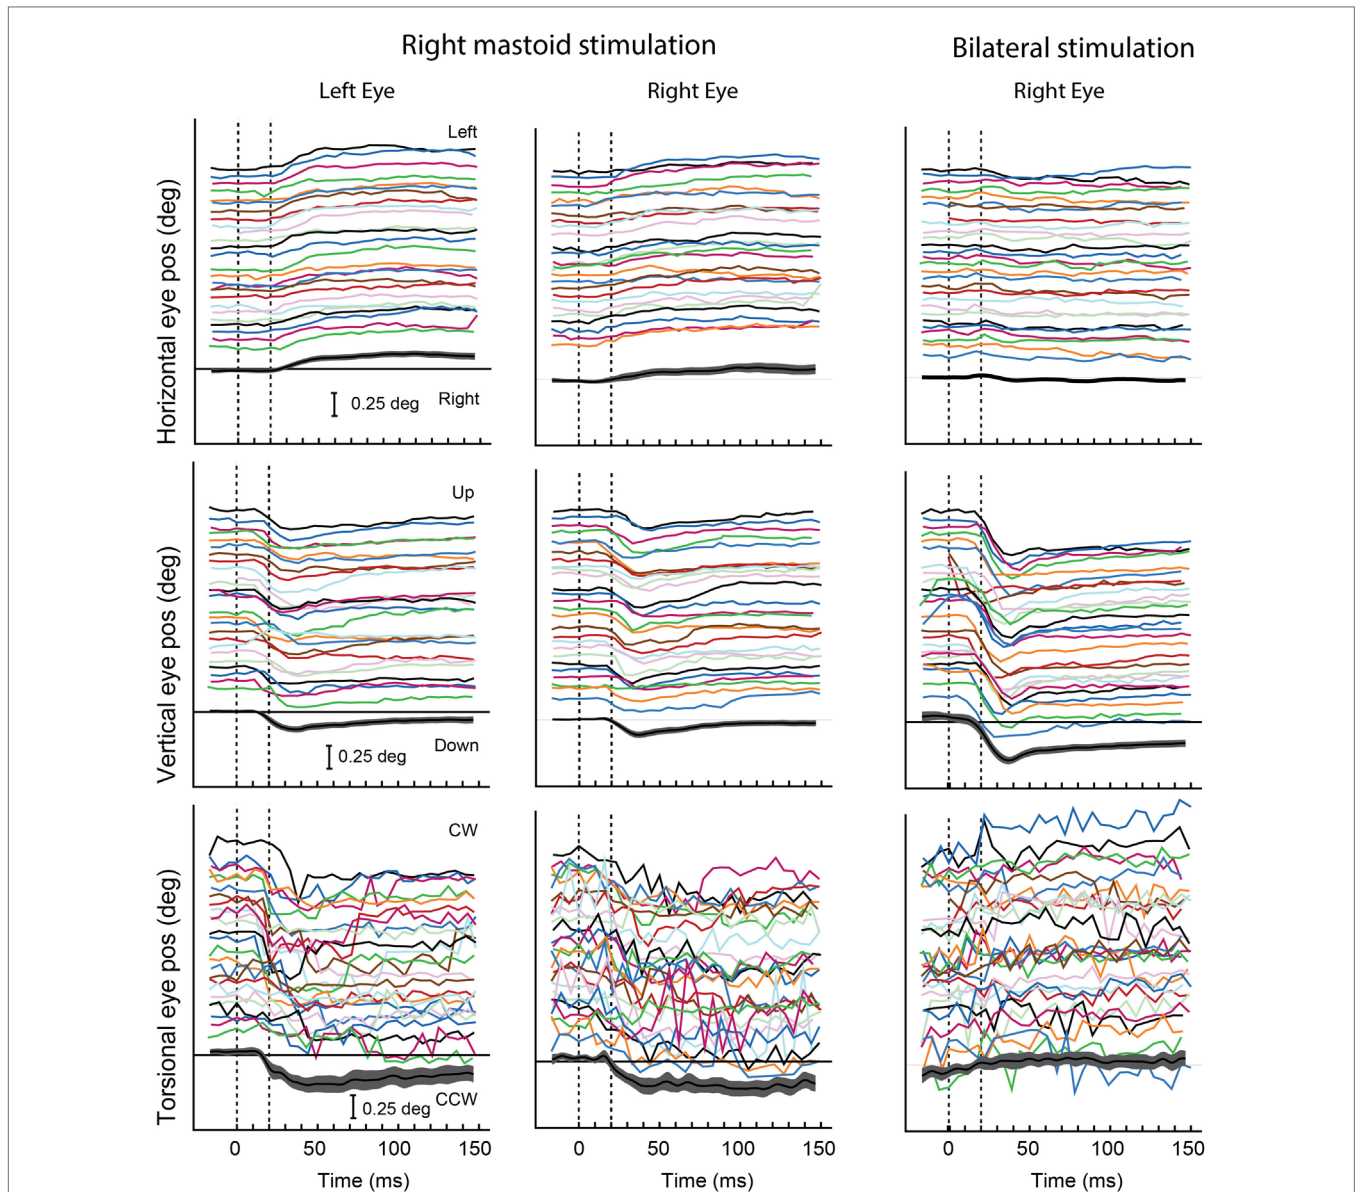 Right mastoid stimulation
Bilateral stimulation
Left Eye
Right Eye
Right Eye
Horizontal eye pos (deg)
Left
0.25 deg
Right
Vertical eye pos (deg)
Up
Down
0.25 deg
Torsional eye pos (deg)
CW
CCW
0.25 deg
0 50 100 150
0 50 100 150
0 50 100 150
Time (ms)
Time (ms)
Time (ms)